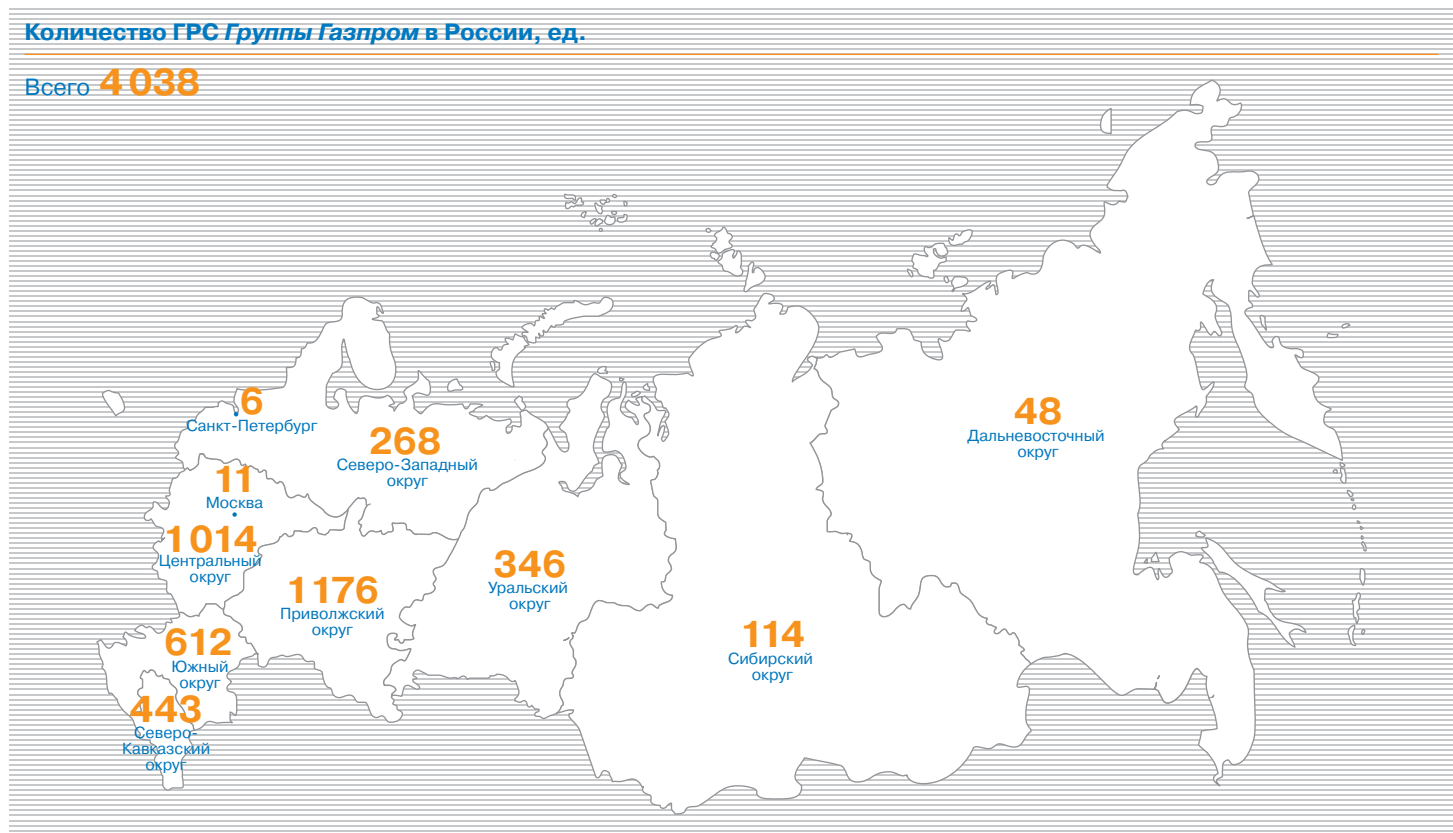 Количество ГРС Группы Газпром в России, ед.
Всего 4 038
6
Санкт-Петербург
268
Северо-Западный
округ
11
Москва
1 014
Центральный
округ
1 176
Приволжский
округ
346
Уральский
округ
48
Дальневосточный
округ
114
Сибирский
округ
612
Южный
округ
443
Северо-
Кавказский
округ